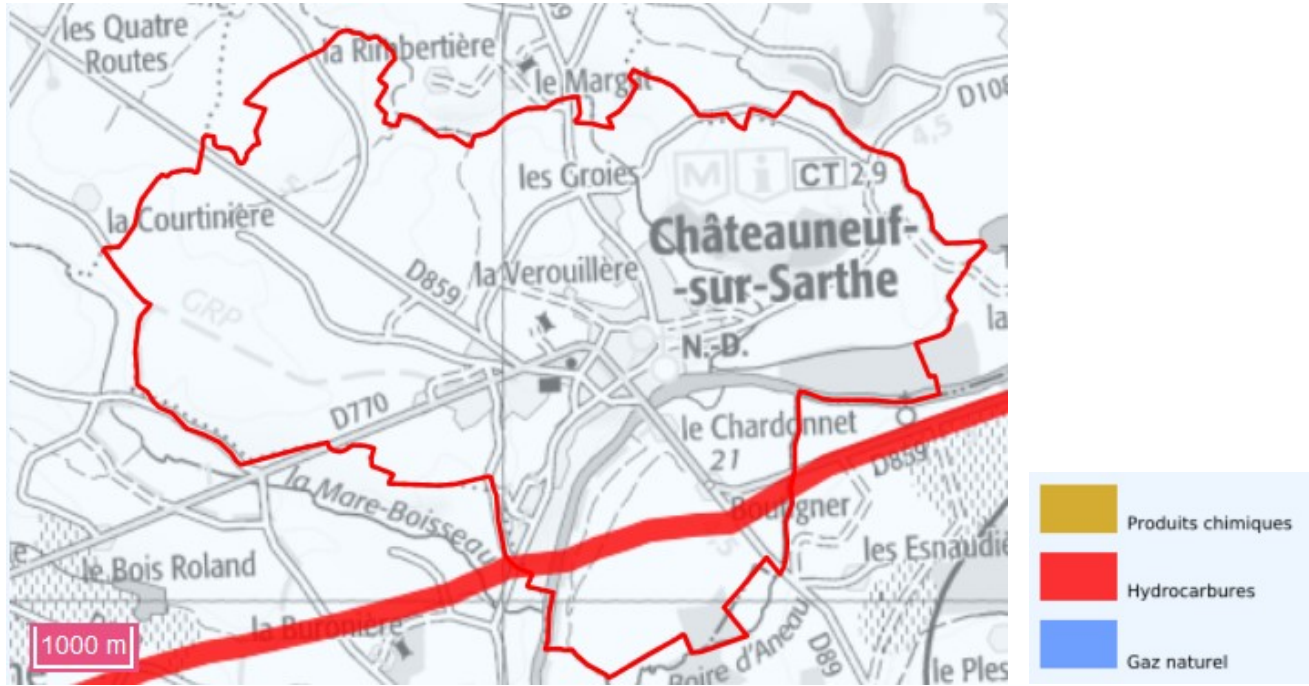 les Quatre
Routes
la Rimbertière
le Margat
D108
4,5
les Groies
M i CT 2,9
la Courtinière
Châteauneuf-
-sur-Sarthe
la Verouillère
D859
GRP
la
N.-D.
D770
le Chardonnet
21
D859
la Mare-Boisseau
Boutigner
les Esnaudiè
le Bois Roland
la Buronière
1000 m
Boire d'Aneau
D89
le Ples
Produits chimiques
Hydrocarbures
Gaz naturel